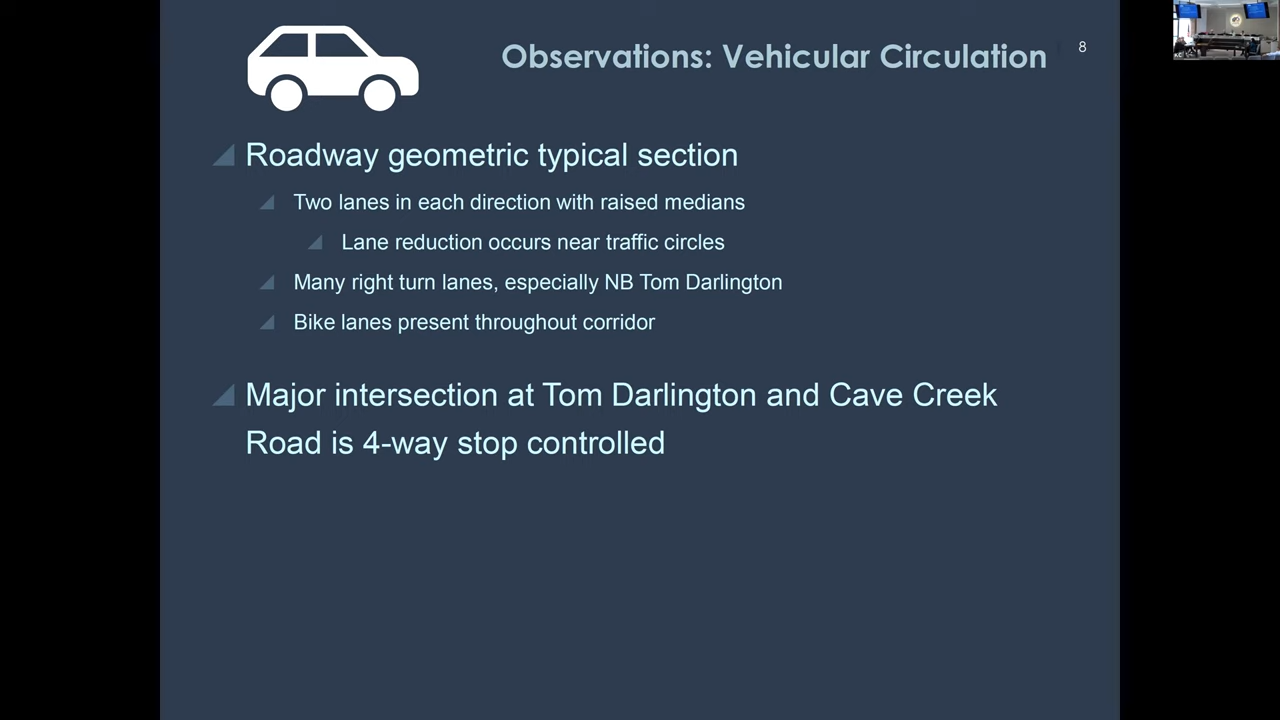 Observations: Vehicular Circulation
8
Roadway geometric typical section
Two lanes in each direction with raised medians
Lane reduction occurs near traffic circles
Many right turn lanes, especially NB Tom Darlington
Bike lanes present throughout corridor
Major intersection at Tom Darlington and Cave Creek
Road is 4-way stop controlled